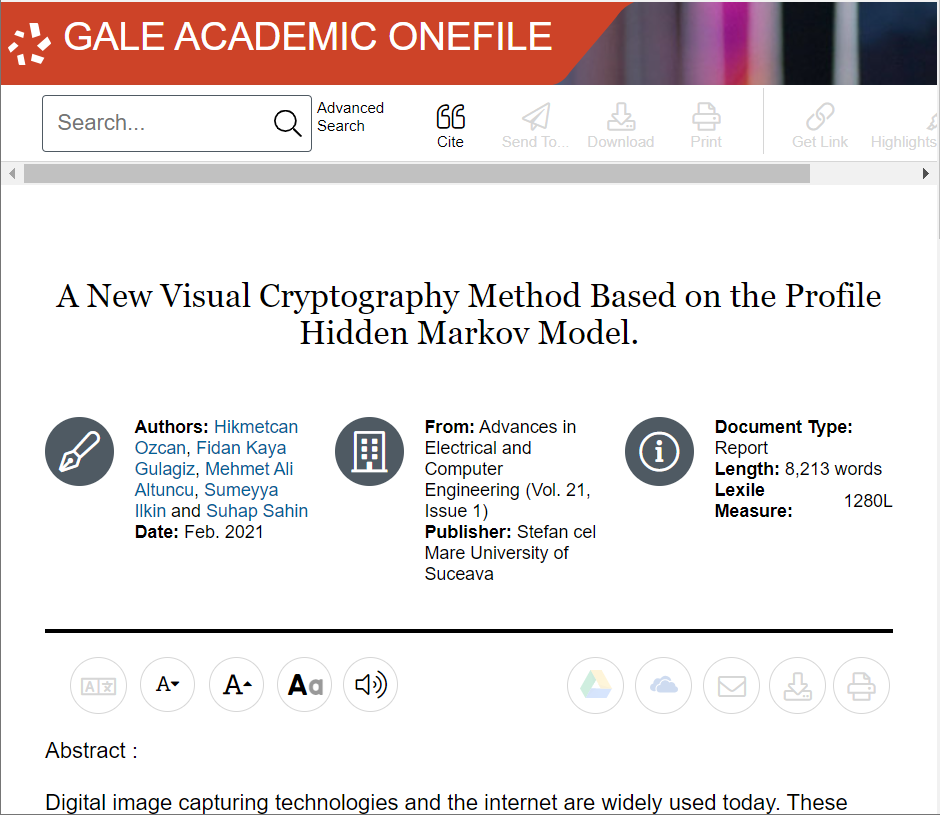 GALE ACADEMIC ONEFILE
Search...
Advanced
Search
Cite
Send To...
Download
Print
Get Link
Highlights
A New Visual Cryptography Method Based on the Profile
Hidden Markov Model.
Authors: Hikmetcan
Ozcan, Fidan Kaya
Gulagiz, Mehmet Ali
Altuncu, Sumeyya
Ilkin and Suhap Sahin
Date: Feb. 2021
From: Advances in
Electrical and
Computer
Engineering (Vol. 21,
Issue 1)
Publisher: Stefan cel
Mare University of
Suceava
Document Type:
Report
Length: 8,213 words
Lexile
Measure:
1280L
A
A
Aa
Abstract :
Digital image capturing technologies and the internet are widely used today. These